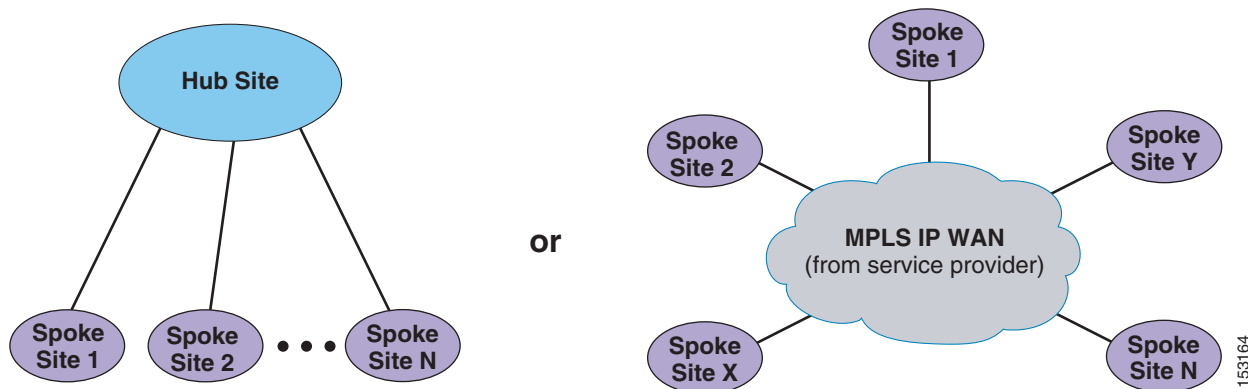 Hub Site
Spoke
Site 1
Spoke
Site 2
Spoke
Site N
or
Spoke
Site 1
Spoke
Site 2
Spoke
Site Y
MPLS IP WAN
(from service provider)
Spoke
Site X
Spoke
Site N
153164